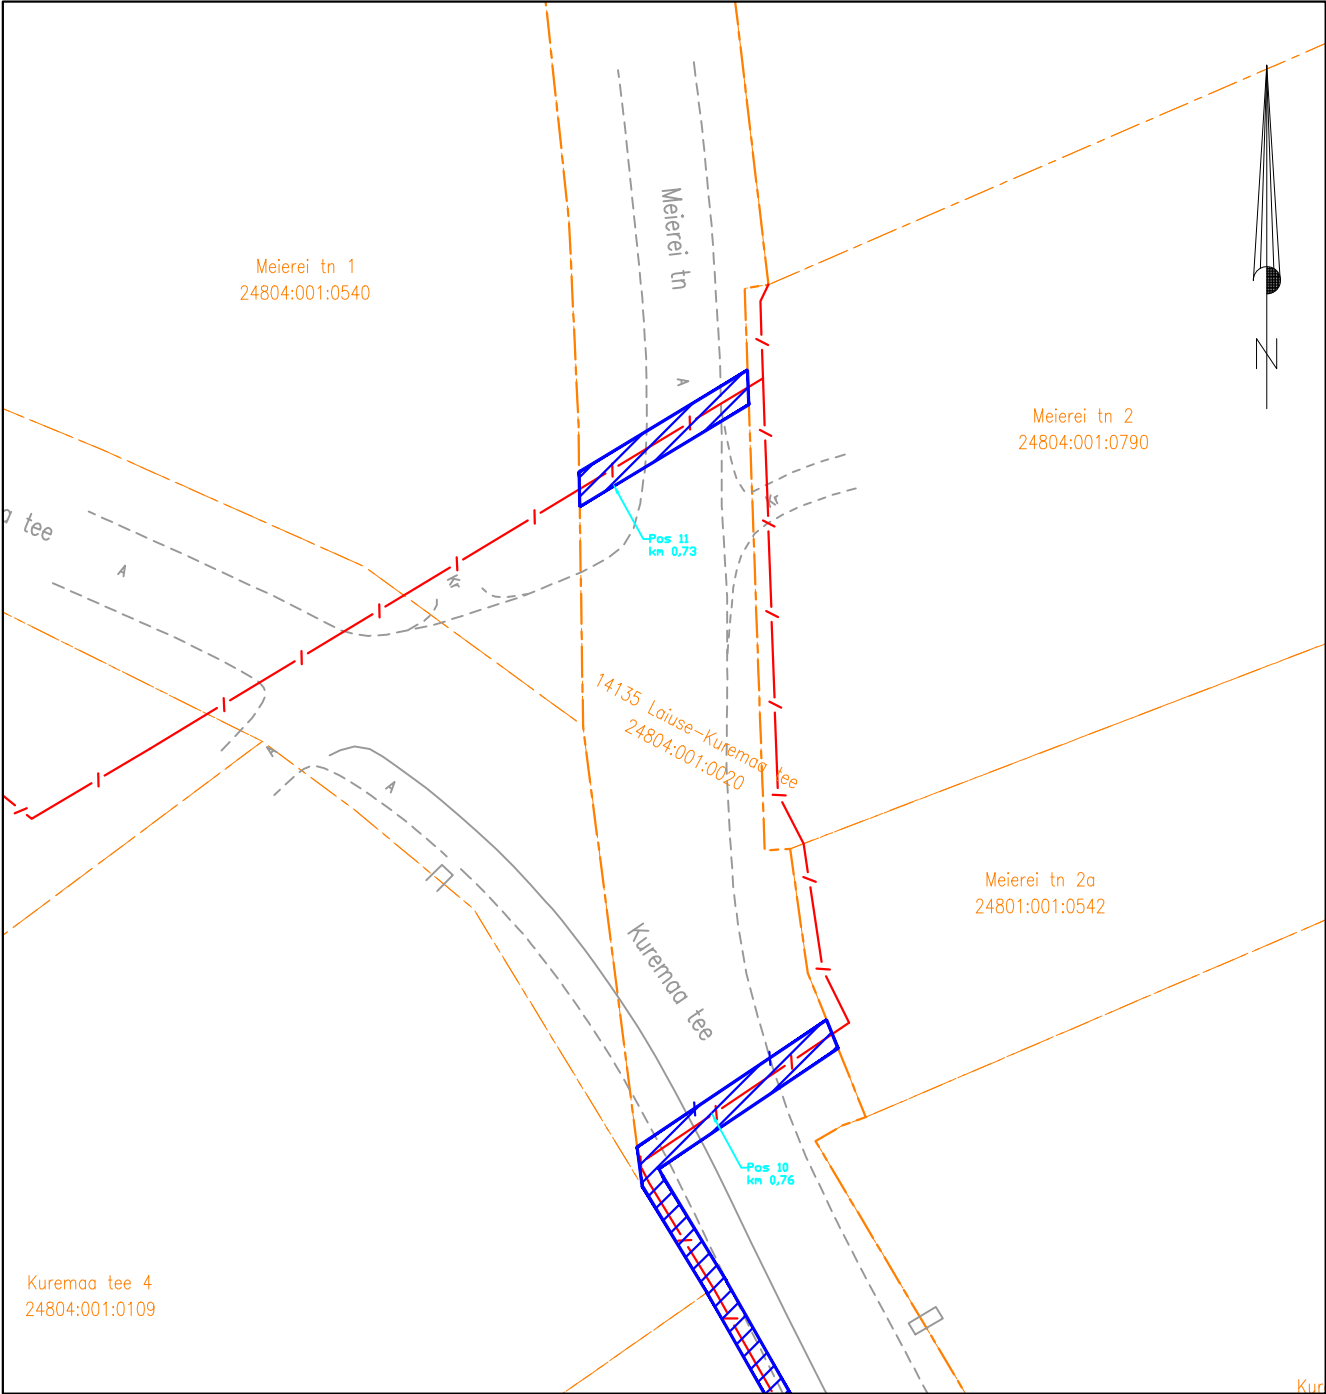 Meierei tn
Meierei tn 1
24804:001:0540
N
A
Meierei tn 2
24804:001:0790
Kr
a tee
A
Pos 11
km 0,73
Kr
14135 Laiuse-Kuremaa tee
24804:001:0020
A
A
Meierei tn 2a
24801:001:0542
Kuremaa tee
Pos 10
km 0,76
Kuremaa tee 4
24804:001:0109
Kur